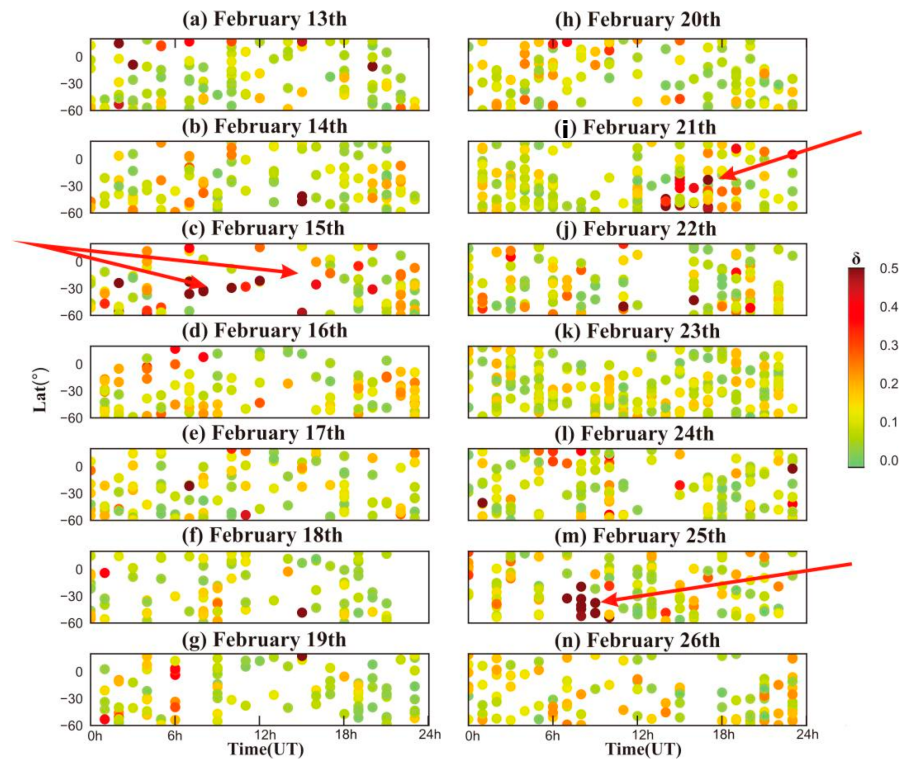 (a) February 13th
0
−30
−60
(b) February 14th
0
−30
−60
(c) February 15th
0
−30
−60
(d) February 16th
0
−30
−60
(e) February 17th
0
−30
−60
(f) February 18th
0
−30
−60
(g) February 19th
0
−30
−60
0h 6h 12h 18h 24h
Time(UT)
Lat(°)
(h) February 20th
(i) February 21th
(j) February 22th
(k) February 23th
(l) February 24th
(m) February 25th
(n) February 26th
0h 6h 12h 18h 24h
Time(UT)
δ
0.5
0.4
0.3
0.2
0.1
0.0